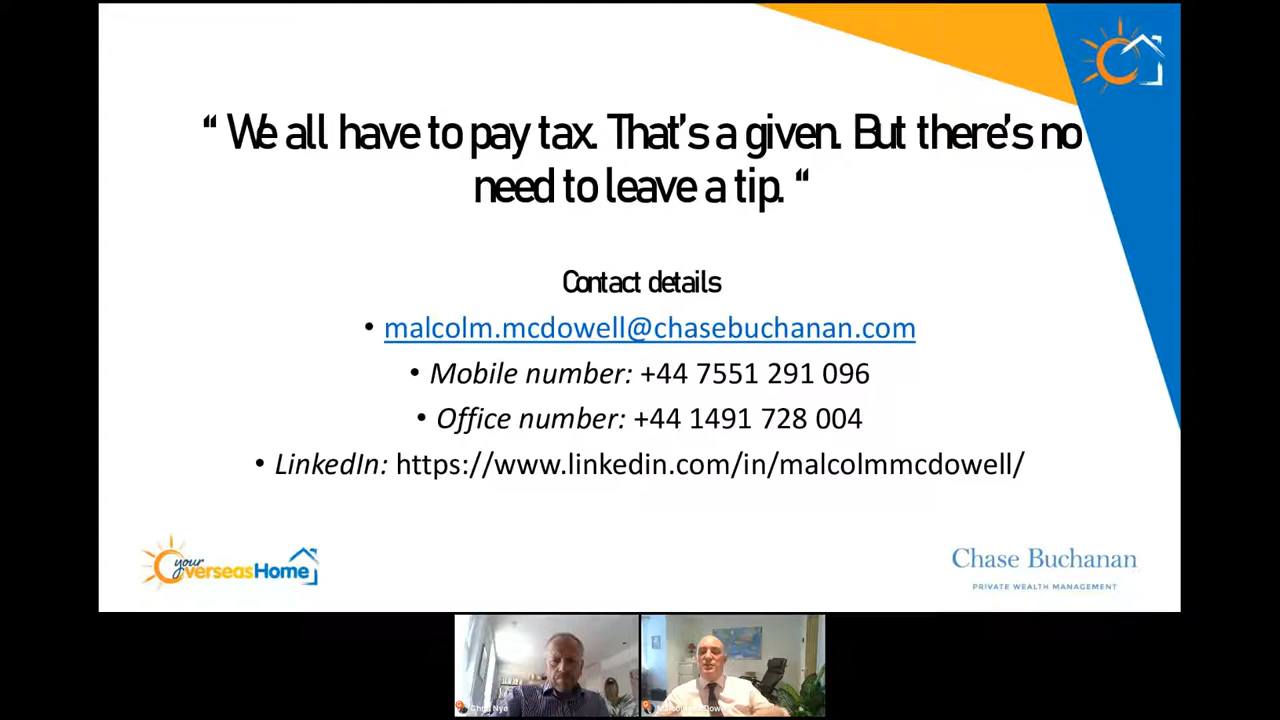 “ We all have to pay tax. That’s a given. But there’s no
need to leave a tip. “
Contact details
• malcolm.mcdowell@chasebuchanan.com
• Mobile number: +44 7551 291 096
• Office number: +44 1491 728 004
• LinkedIn: https://www.linkedin.com/in/malcolmmcdowell/
your
OverseasHome
Chase Buchanan
PRIVATE WEALTH MANAGEMENT
Chris Nye